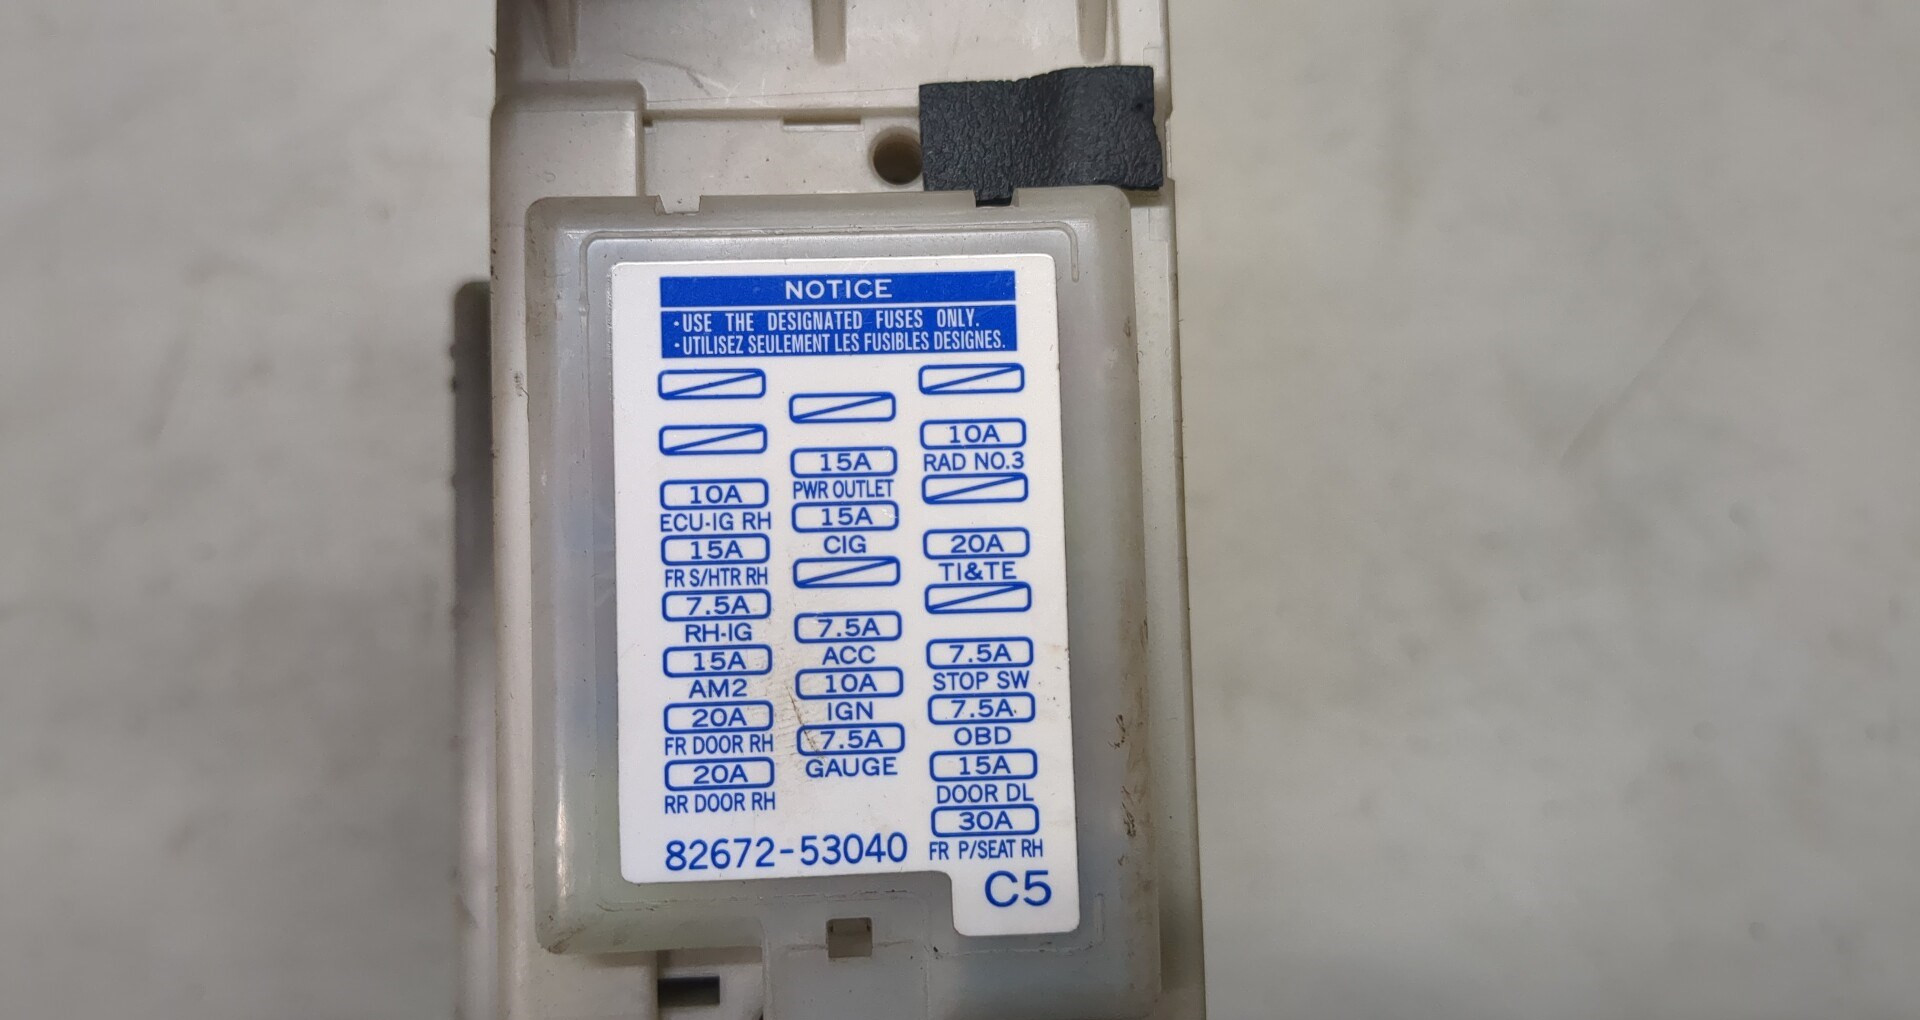 NOTICE
·USE THE DESIGNATED FUSES ONLY.
·UTILISEZ SEULEMENT LES FUSIBLES DESIGNES.
10A
ECU-IG RH
15A
FR S/HTR RH
7.5A
RH-IG
15A
AM2
20A
FR DOOR RH
20A
RR DOOR RH
15A
PWR OUTLET
15A
CIG
7.5A
ACC
10A
IGN
7.5A
GAUGE
10A
RAD NO.3
20A
TI&TE
7.5A
STOP SW
7.5A
OBD
15A
DOOR DL
30A
FR P/SEAT RH
82672-53040
C5